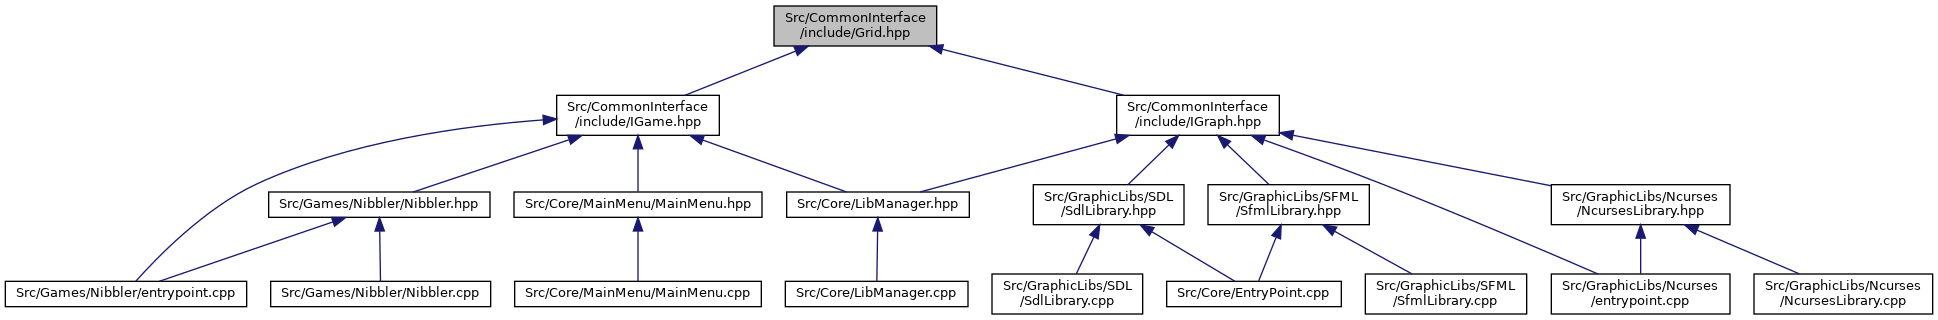 Src/CommonInterface
/include/Grid.hpp
Src/CommonInterface
/include/IGame.hpp
Src/CommonInterface
/include/IGraph.hpp
Src/Games/Nibbler/Nibbler.hpp
Src/Core/MainMenu/MainMenu.hpp
Src/Core/LibManager.hpp
Src/GraphicLibs/SDL
/SdlLibrary.hpp
Src/GraphicLibs/SFML
/SfmlLibrary.hpp
Src/GraphicLibs/Ncurses
/NcursesLibrary.hpp
Src/Games/Nibbler/entrypoint.cpp
Src/Games/Nibbler/Nibbler.cpp
Src/Core/MainMenu/MainMenu.cpp
Src/Core/LibManager.cpp
Src/GraphicLibs/SDL
/SdlLibrary.cpp
Src/Core/EntryPoint.cpp
Src/GraphicLibs/SFML
/SfmlLibrary.cpp
Src/GraphicLibs/Ncurses
/entrypoint.cpp
Src/GraphicLibs/Ncurses
/NcursesLibrary.cpp